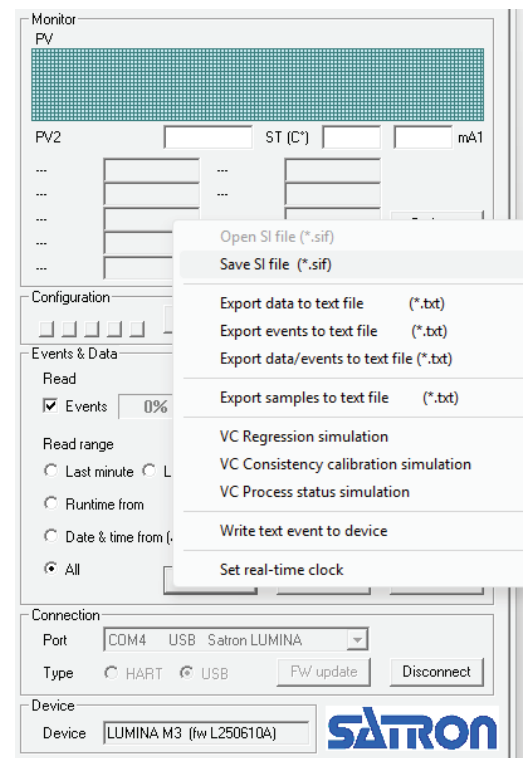 Monitor
PV
PV2 ST (C°) mA1
--- ---
--- ---
---
---
---
Open SI file (*.sif)
Save SI file (*.sif)
Export data to text file (*.txt)
Export events to text file (*.txt)
Export data/events to text file (*.txt)
Export samples to text file (*.txt)
VC Regression simulation
VC Consistency calibration simulation
VC Process status simulation
Write text event to device
Set real-time clock
Configuration
Events & Data
Read
Events 0%
Read range
Last minute L
Runtime from
Date & time from (.
All
Connection
Port COM4 USB Satron LUMINA
Type HART USB FW update Disconnect
Device
Device LUMINA M3 (fw L250610A)
SATRON